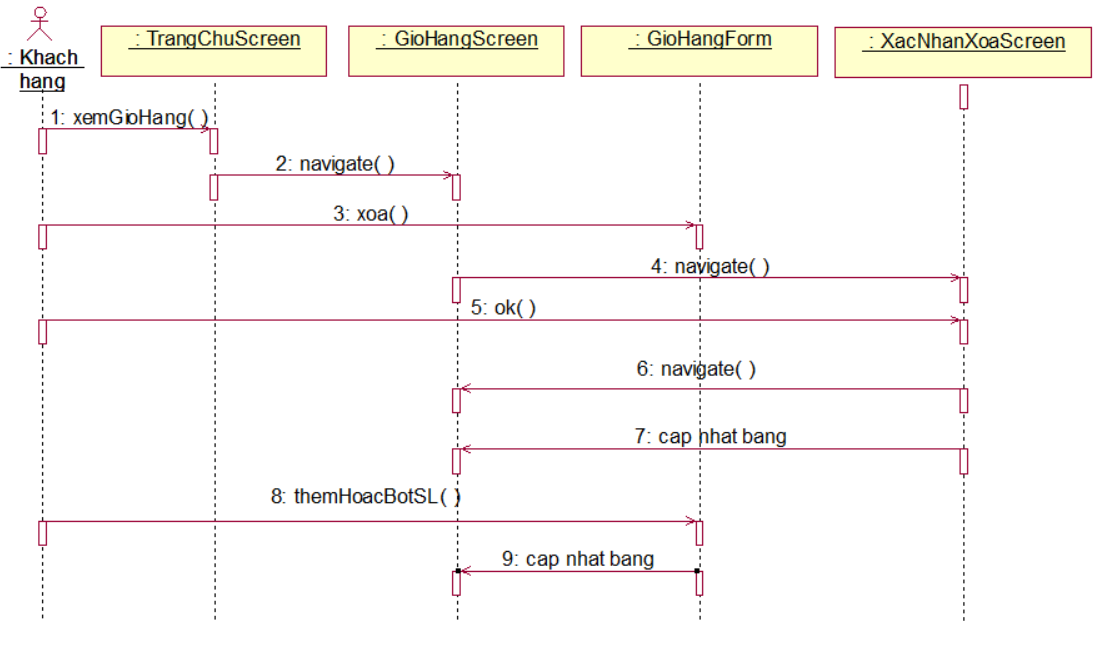 : Khach
hang
: TrangChuScreen
: GioHangScreen
: GioHangForm
: XacNhanXoaScreen
1: xemGioHang( )
2: navigate( )
3: xoa( )
4: navigate( )
5: ok( )
6: navigate( )
7: cap nhat bang
8: themHoacBotSL( )
9: cap nhat bang